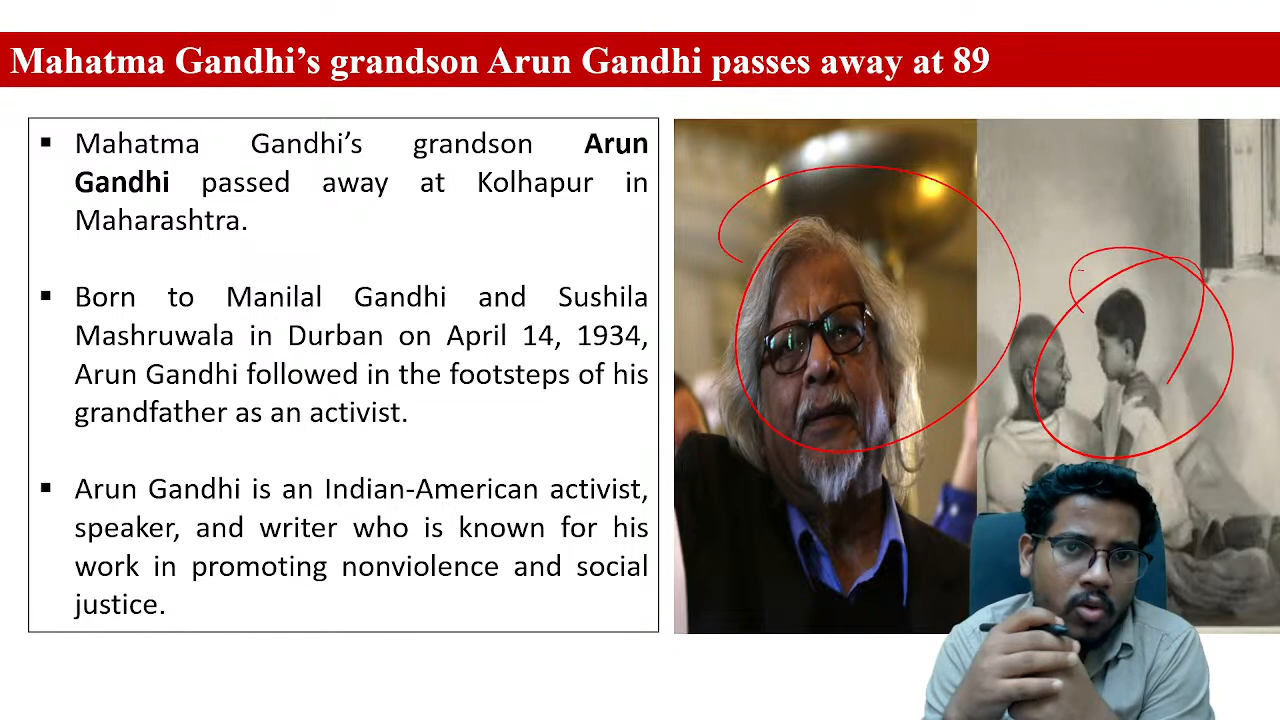 Mahatma Gandhi’s grandson Arun Gandhi passes away at 89
▪ Mahatma Gandhi’s grandson Arun
Gandhi passed away at Kolhapur in
Maharashtra.
▪ Born to Manilal Gandhi and Sushila
Mashruwala in Durban on April 14, 1934,
Arun Gandhi followed in the footsteps of his
grandfather as an activist.
▪ Arun Gandhi is an Indian-American activist,
speaker, and writer who is known for his
work in promoting nonviolence and social
justice.